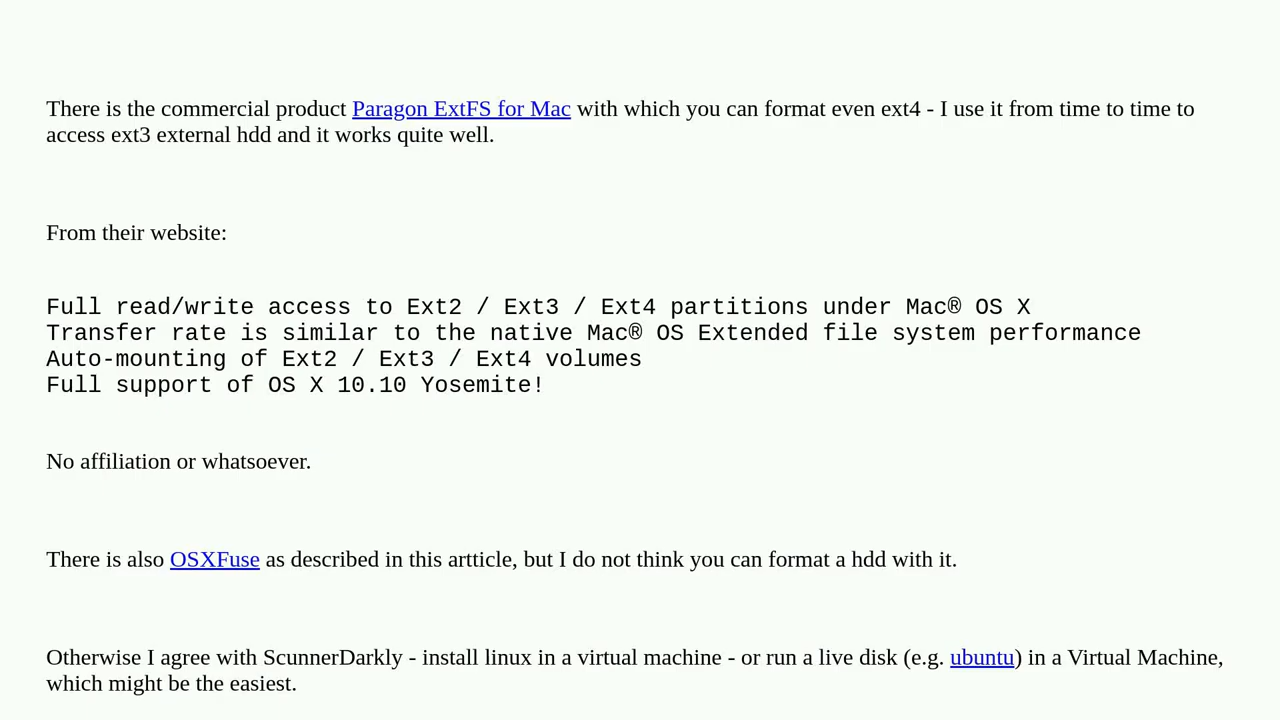 There is the commercial product Paragon ExtFS for Mac with which you can format even ext4 - I use it from time to time to
access ext3 external hdd and it works quite well.
From their website:
Full read/write access to Ext2 / Ext3 / Ext4 partitions under Mac® OS X
Transfer rate is similar to the native Mac® OS Extended file system performance
Auto-mounting of Ext2 / Ext3 / Ext4 volumes
Full support of OS X 10.10 Yosemite!
No affiliation or whatsoever.
There is also OSXFuse as described in this artticle, but I do not think you can format a hdd with it.
Otherwise I agree with ScunnerDarkly - install linux in a virtual machine - or run a live disk (e.g. ubuntu) in a Virtual Machine,
which might be the easiest.